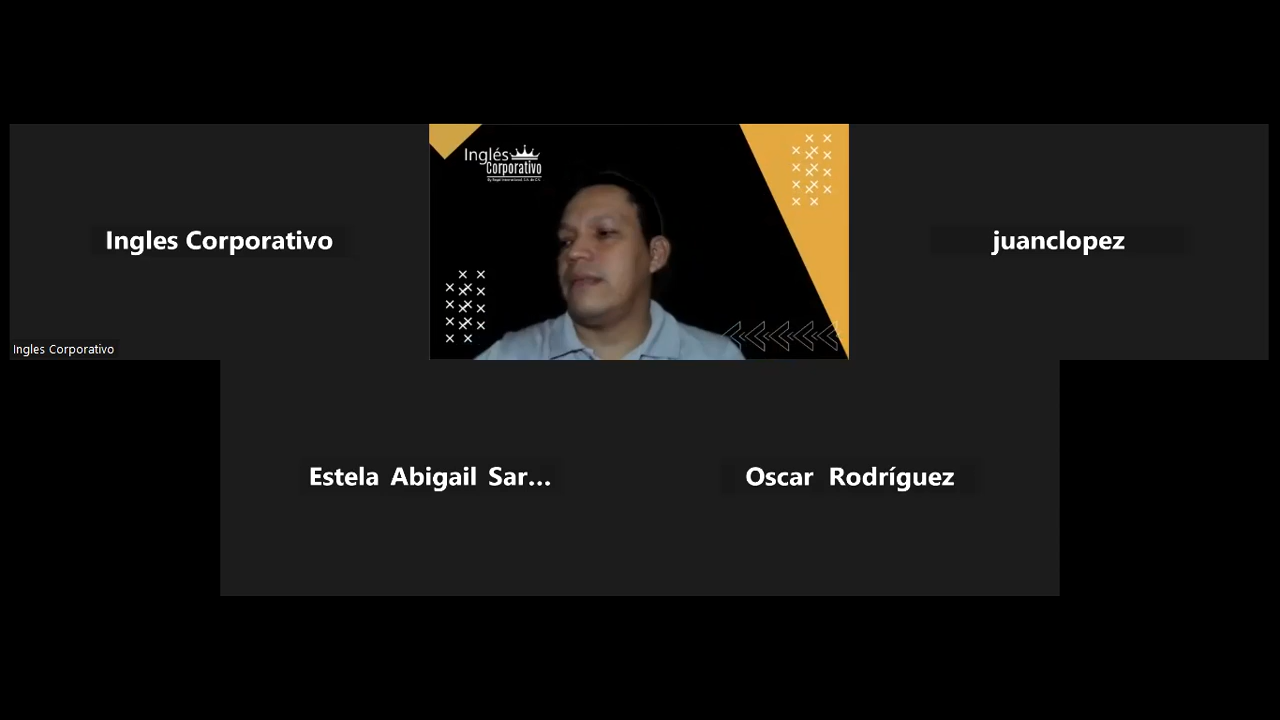 Ingles Corporativo
Inglés
Corporativo
juanclopez
Ingles Corporativo
Estela Abigail Sar...
Oscar Rodríguez